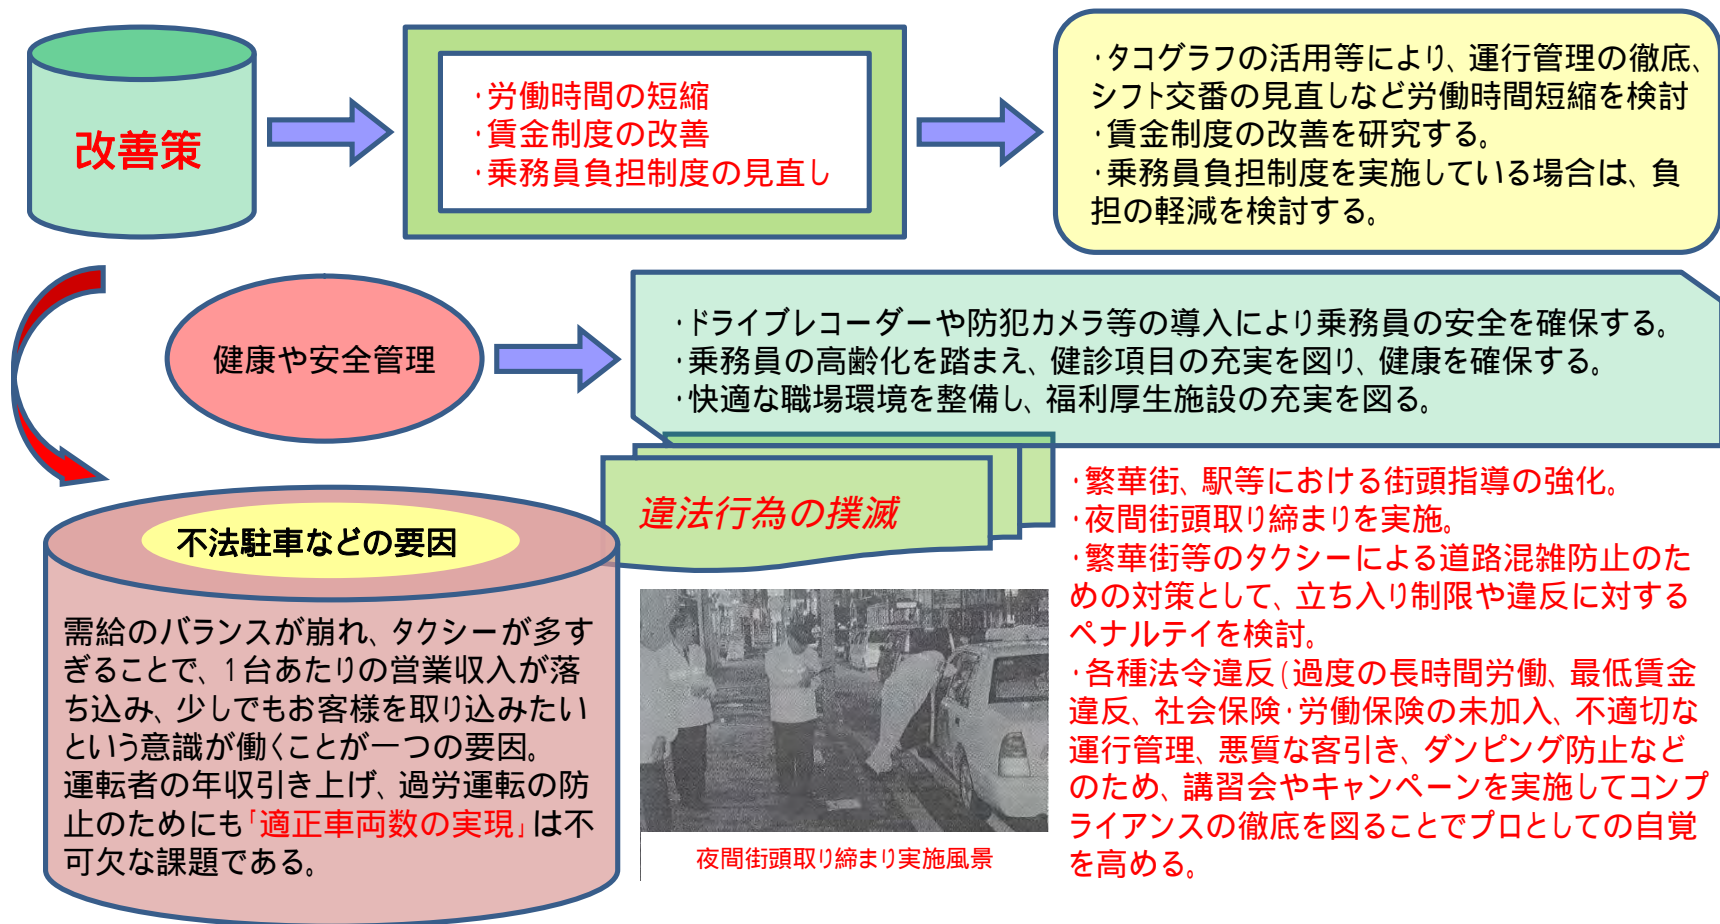 改善策
・労働時間の短縮
・賃金制度の改善
・乗務員負担制度の見直し
・タコグラフの活用等により、運行管理の徹底、
シフト交番の見直しなど労働時間短縮を検討
・賃金制度の改善を研究する。
・乗務員負担制度を実施している場合は、負
担の軽減を検討する。
健康や安全管理
・ドライブレコーダーや防犯カメラ等の導入により乗務員の安全を確保する。
・乗務員の高齢化を踏まえ、健診項目の充実を図り、健康を確保する。
・快適な職場環境を整備し、福利厚生施設の充実を図る。
不法駐車などの要因
需給のバランスが崩れ、タクシーが多す
ぎることで、1台あたりの営業収入が落
ち込み、少しでもお客様を取り込みたい
という意識が働くことが一つの要因。
運転者の年収引き上げ、過労運転の防
止のためにも「適正車両数の実現」は不
可欠な課題である。
違法行為の撲滅
夜間街頭取り締まり実施風景
・繁華街、駅等における街頭指導の強化。
・夜間街頭取り締まりを実施。
・繁華街等のタクシーによる道路混雑防止のた
めの対策として、立ち入り制限や違反に対する
ペナルテイを検討。
・各種法令違反(過度の長時間労働、最低賃金
違反、社会保険・労働保険の未加入、不適切な
運行管理、悪質な客引き、ダンピング防止など
のため、講習会やキャンペーンを実施してコンプ
ライアンスの徹底を図ることでプロとしての自覚
を高める。